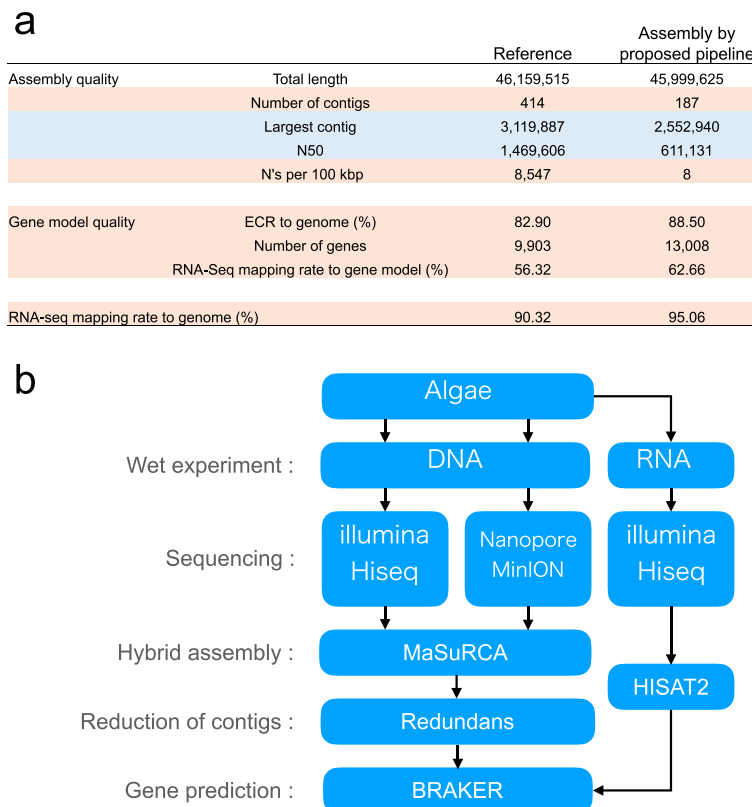 a
Reference Assembly by proposed pipeline
Assembly quality Total length 46,159,515 45,999,625
Number of contigs 414 187
Largest contig 3,119,887 2,552,940
N50 1,469,606 611,131
N's per 100 kbp 8,547 8
Gene model quality ECR to genome (%) 82.90 88.50
Number of genes 9,903 13,008
RNA-Seq mapping rate to gene model (%) 56.32 62.66
RNA-seq mapping rate to genome (%) 90.32 95.06
b
Algae
Wet experiment : DNA RNA
Sequencing : illumina Hiseq Nanopore MinION illumina Hiseq
Hybrid assembly : MaSuRCA
HISAT2
Reduction of contigs : Redundans
Gene prediction : BRAKER